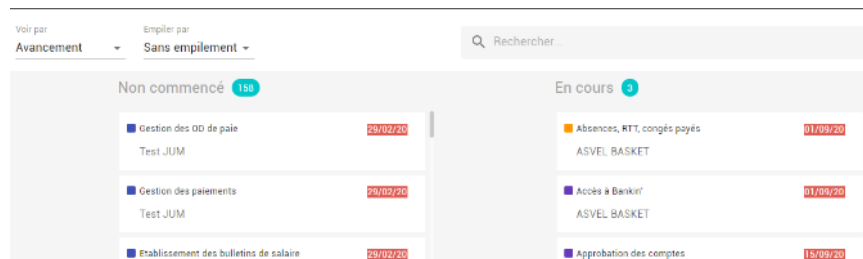 Voir par
Avancement
Empiler par
Sans empilement
Rechercher...
Non commencé 158
Gestion des OD de paie 29/02/20
Test JUM
Gestion des paiements 29/02/20
Test JUM
Etablissement des bulletins de salaire 29/02/20
En cours 3
Absences, RTT, congés payés 01/09/20
ASVEL BASKET
Accès à Bankin' 01/09/20
ASVEL BASKET
Approbation des comptes 15/09/20